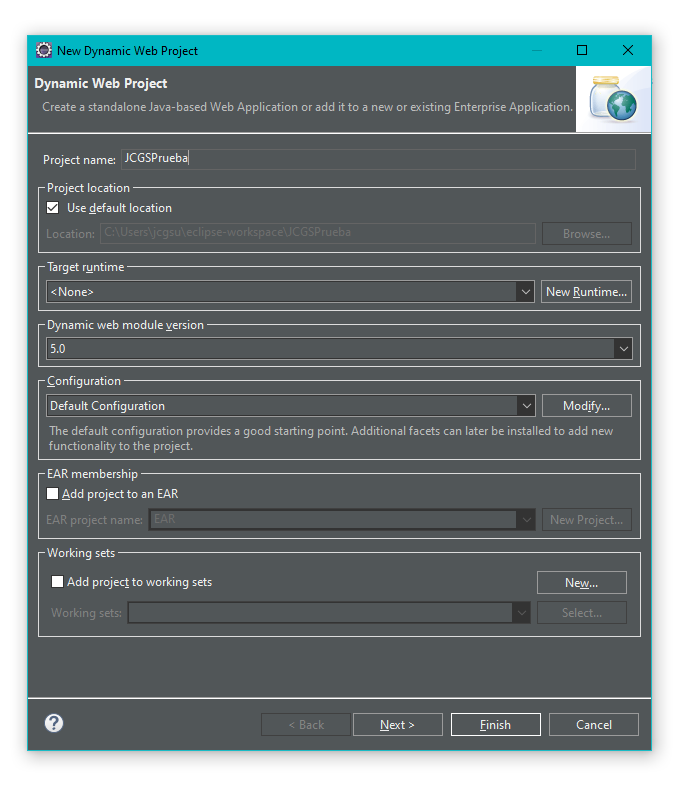 New Dynamic Web Project
Dynamic Web Project
Create a standalone Java-based Web Application or add it to a new or existing Enterprise Application.
Project name: JCGSPrueba
Project location
Use default location
Location: C:\Users\jcgsu\eclipse-workspace\JCGSPrueba Browse...
Target runtime
<None> New Runtime...
Dynamic web module version
5.0
Configuration
Default Configuration Modify...
The default configuration provides a good starting point. Additional facets can later be installed to add new
functionality to the project.
EAR membership
Add project to an EAR
EAR project name: EAR New Project...
Working sets
Add project to working sets New...
Working sets: Select...
? < Back Next > Finish Cancel